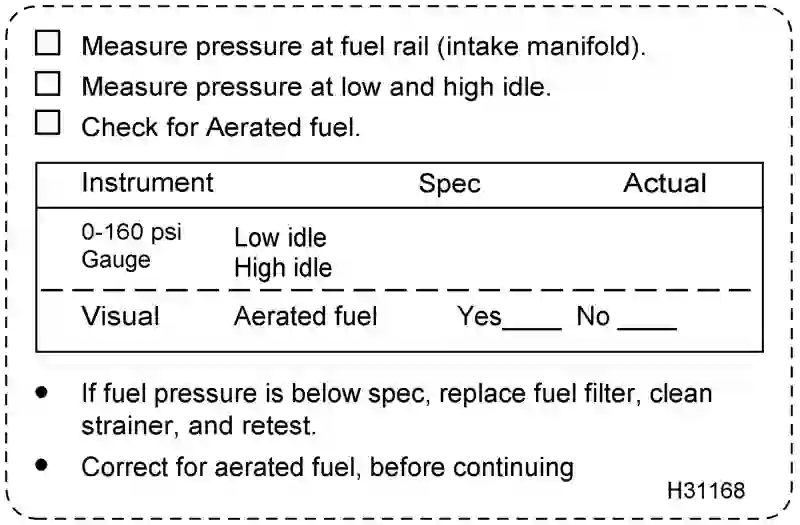 Measure pressure at fuel rail (intake manifold).
Measure pressure at low and high idle.
Check for Aerated fuel.
Instrument Spec Actual
0-160 psi Low idle
Gauge High idle
Visual Aerated fuel Yes____ No ____
• If fuel pressure is below spec, replace fuel filter, clean
strainer, and retest.
• Correct for aerated fuel, before continuing
H31168